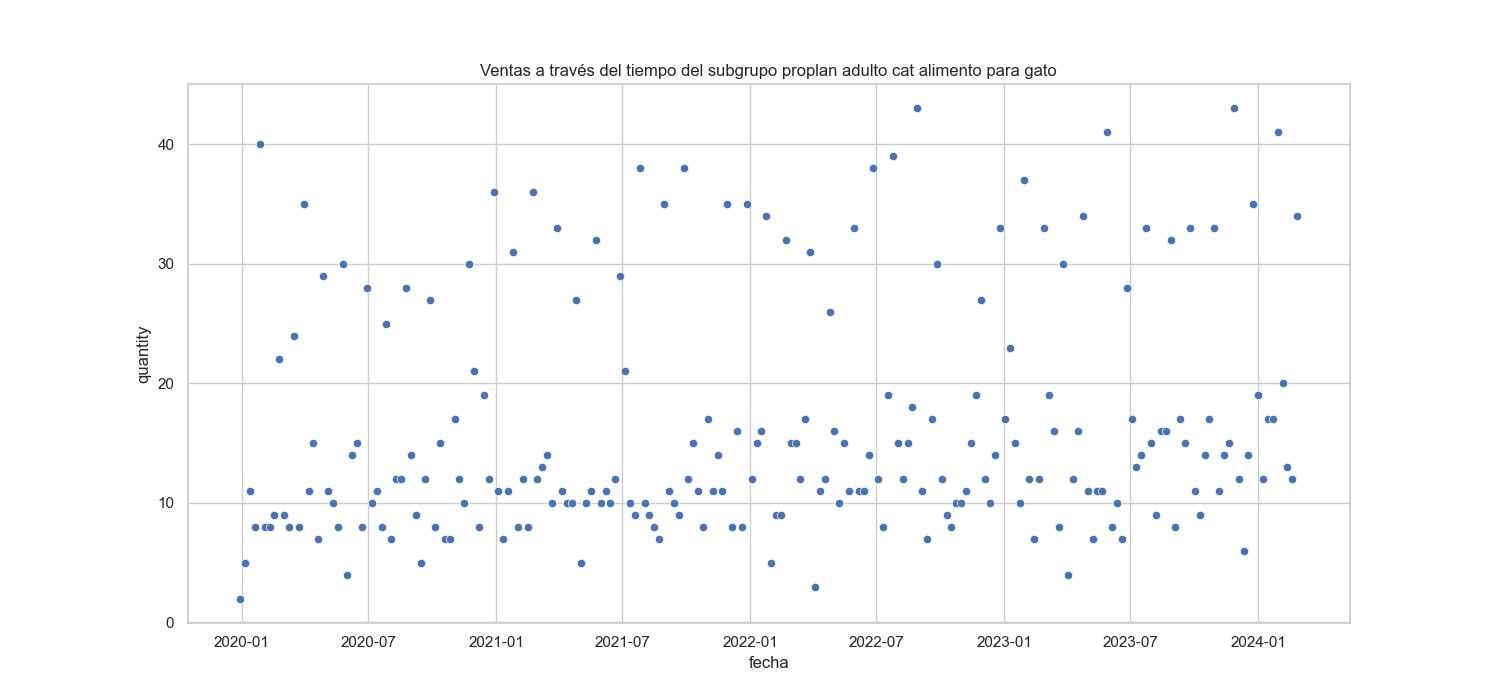 Ventas a través del tiempo del subgrupo proplan adulto cat alimento para gato
quantity
40
30
20
10
0
2020-01 2020-07 2021-01 2021-07 2022-01 2022-07 2023-01 2023-07 2024-01
fecha